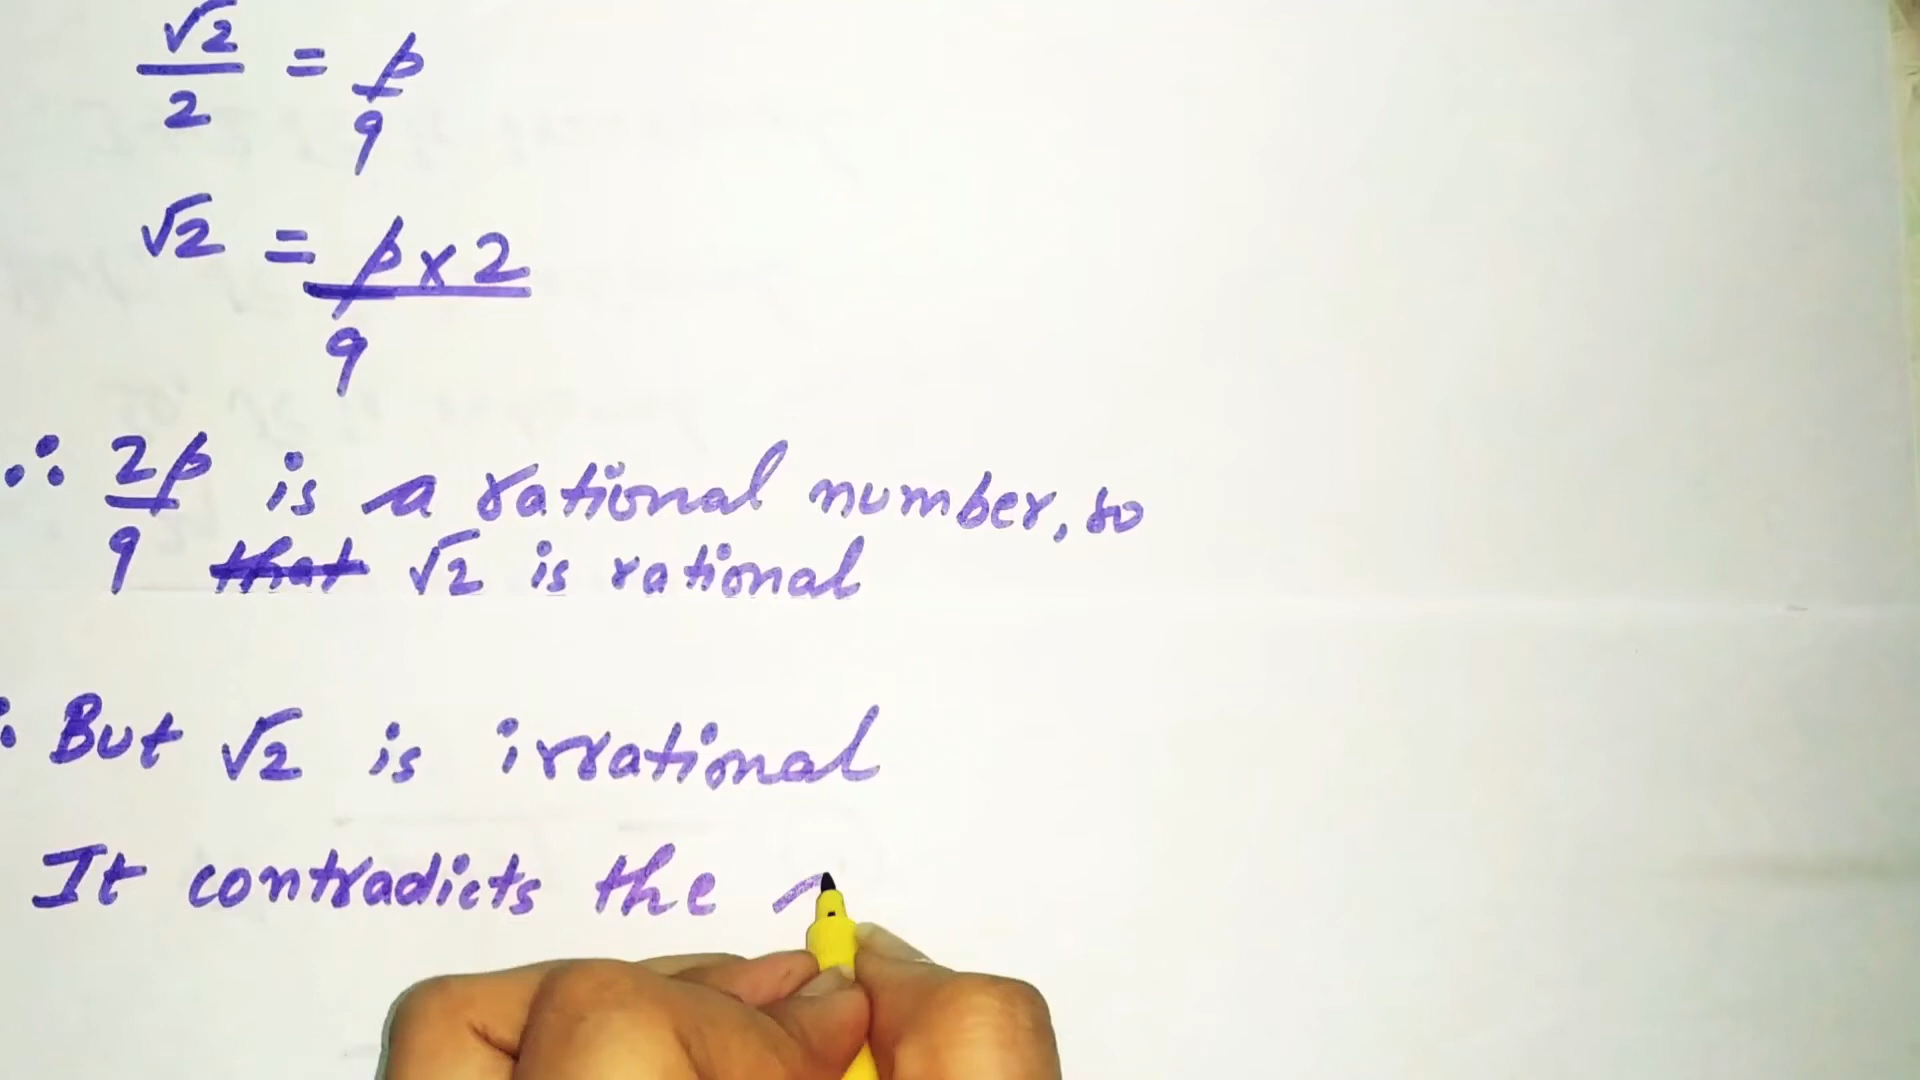 √2/2 = p/q
√2 = p×2/q
∴ 2p/q is a rational number, so
that √2 is rational
: But √2 is irrational
It contradicts the